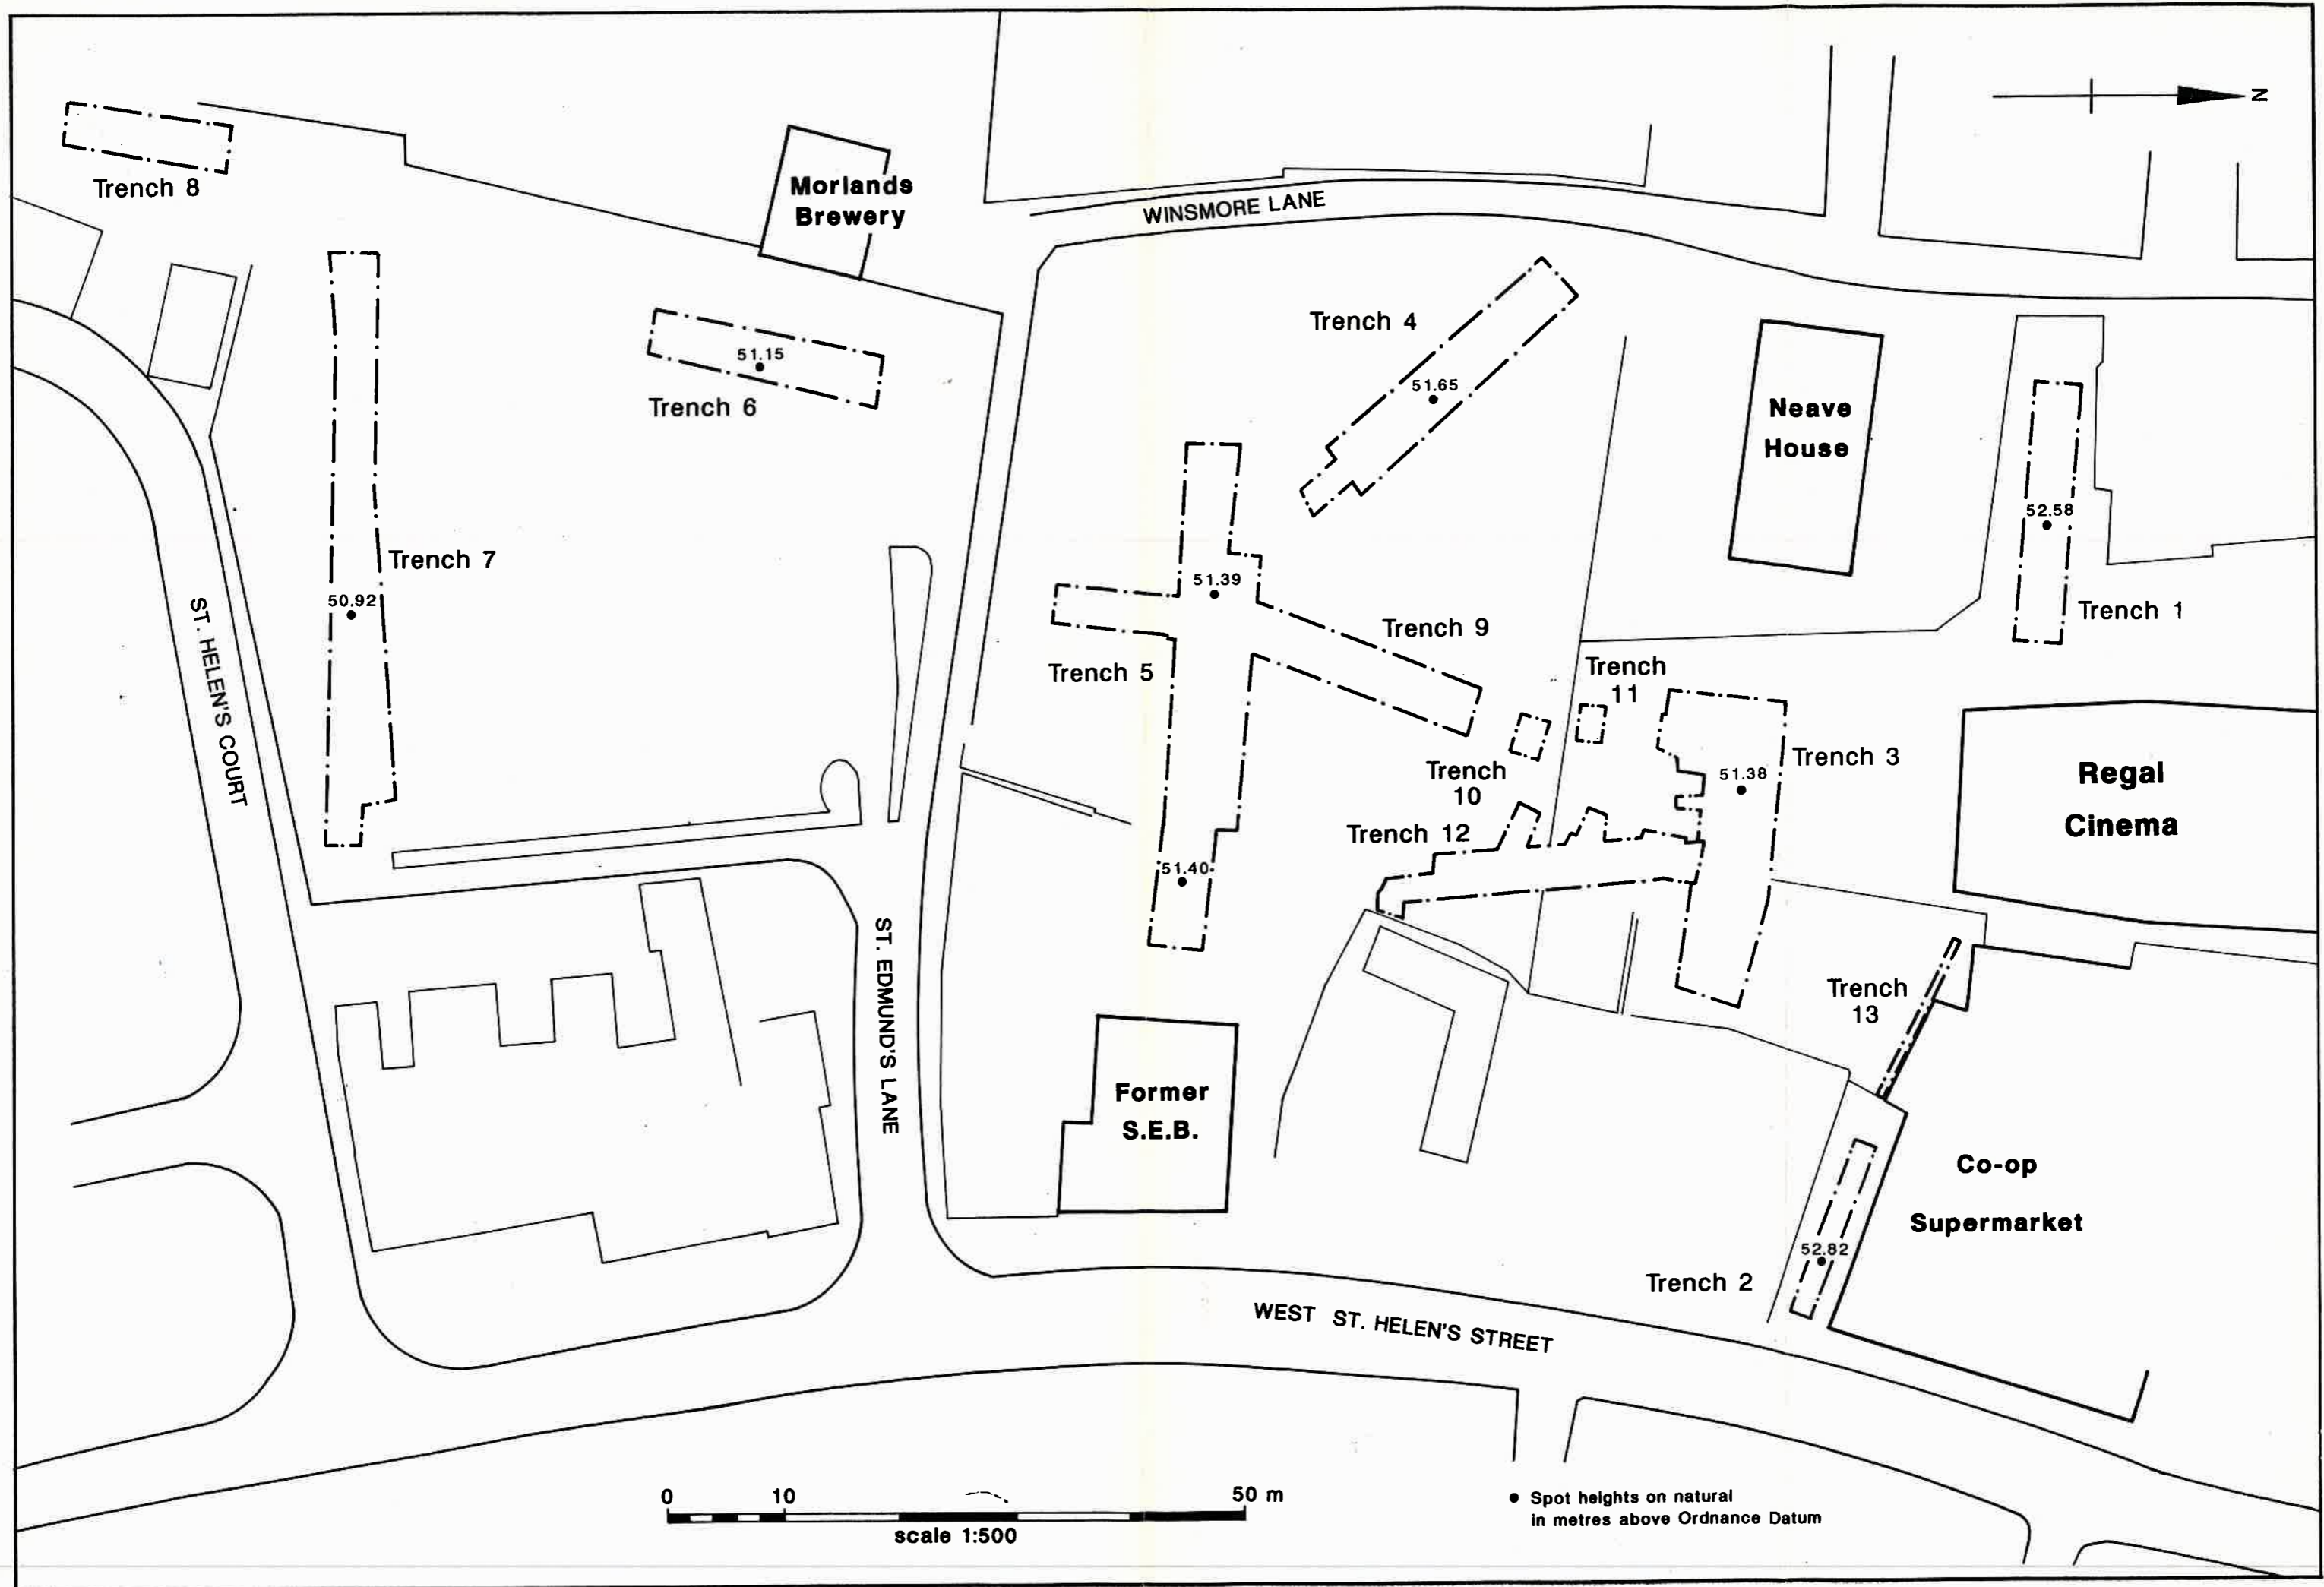 N
Trench 8
Morlands
Brewery
WINSMORE LANE
Trench 4
51.15
Trench 6
51.65
Neave
House
52.58
Trench 7
50.92
51.39
Trench 9
Trench 1
ST. HELEN'S COURT
Trench 5
Trench
11
Trench 3
51.38
Trench
10
Regal
Cinema
Trench 12
51.40
ST. EDMUND'S LANE
Trench
13
Former
S.E.B.
Co-op
Supermarket
52.82
Trench 2
WEST ST. HELEN'S STREET
0 10 50 m
scale 1:500
Spot heights on natural
in metres above Ordnance Datum